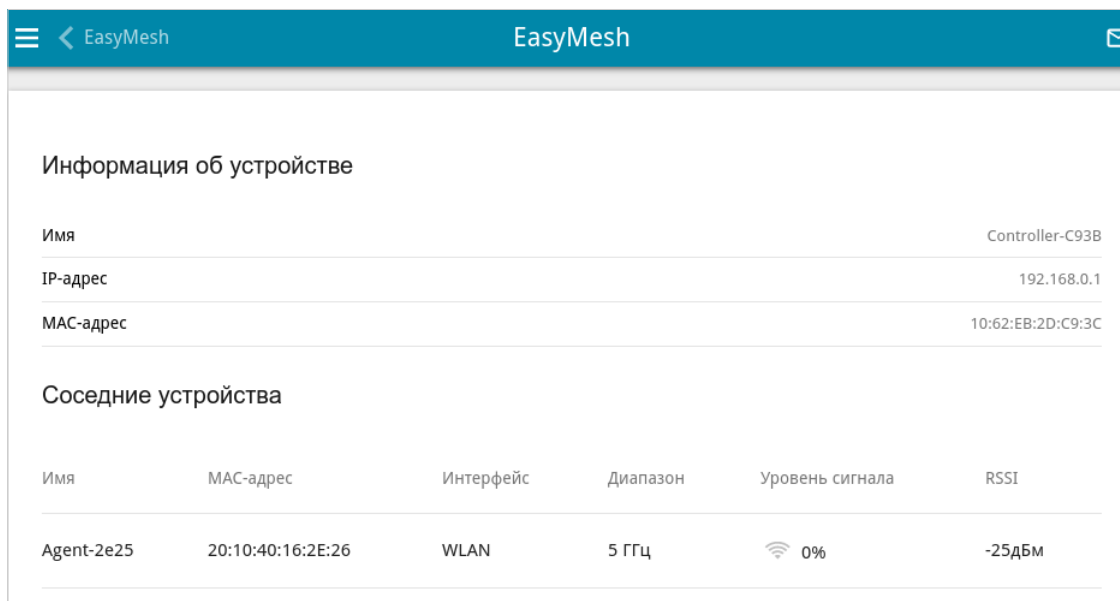 EasyMesh EasyMesh
Информация об устройстве
Имя Controller-C93B
IP-адрес 192.168.0.1
MAC-адрес 10:62:EB:2D:C9:3C
Соседние устройства
Имя MAC-адрес Интерфейс Диапазон Уровень сигнала RSSI
Agent-2e25 20:10:40:16:2E:26 WLAN 5 ГГц 0% -25дБм